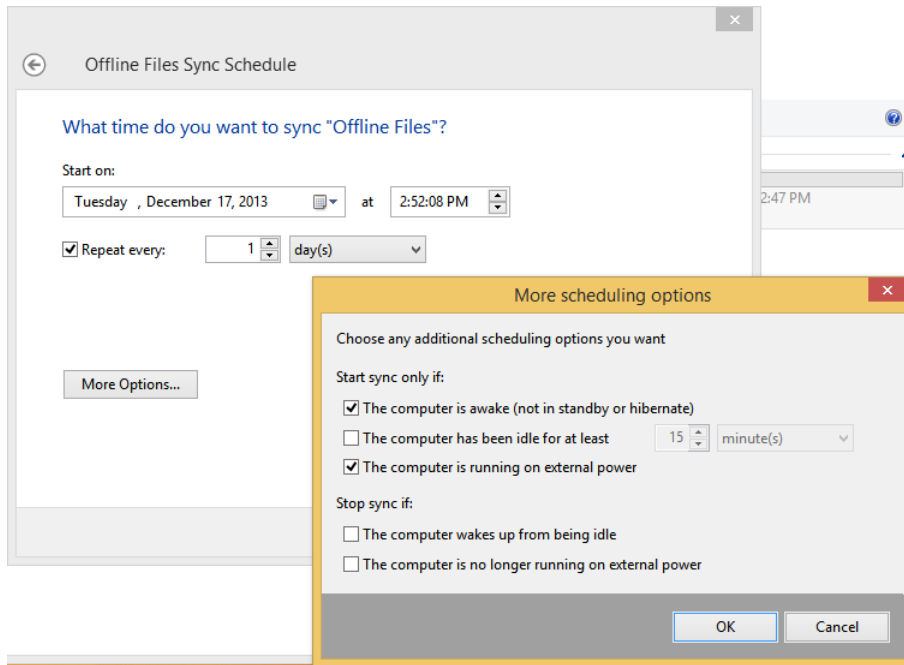 Offline Files Sync Schedule
What time do you want to sync "Offline Files"?
Start on:
Tuesday , December 17, 2013 at 2:52:08 PM
2:47 PM
Repeat every: 1 day(s)
More Options...
More scheduling options
Choose any additional scheduling options you want
Start sync only if:
The computer is awake (not in standby or hibernate)
The computer has been idle for at least 15 minute(s)
The computer is running on external power
Stop sync if:
The computer wakes up from being idle
The computer is no longer running on external power
OK Cancel